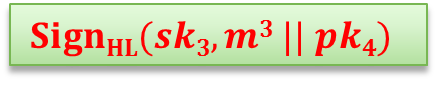 Sign_HL(sk_3, m^3 || pk_4)